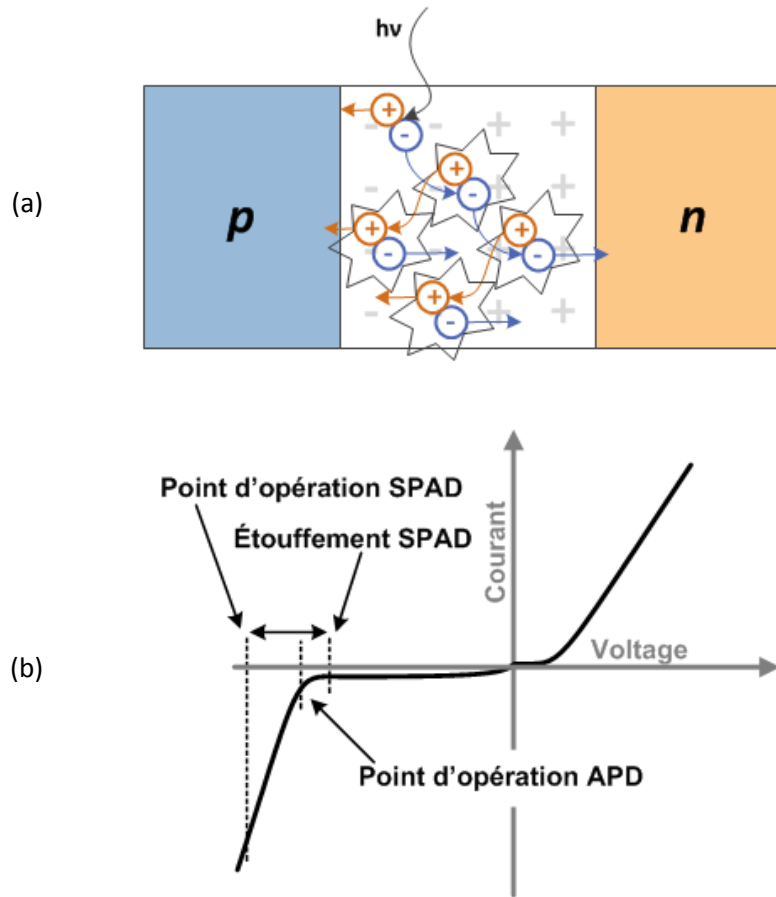 hν
(a)
p
n
+
-
+
-
+
-
+
-
+
-
Point d'opération SPAD
Étouffement SPAD
Courant
Voltage
(b)
Point d'opération APD